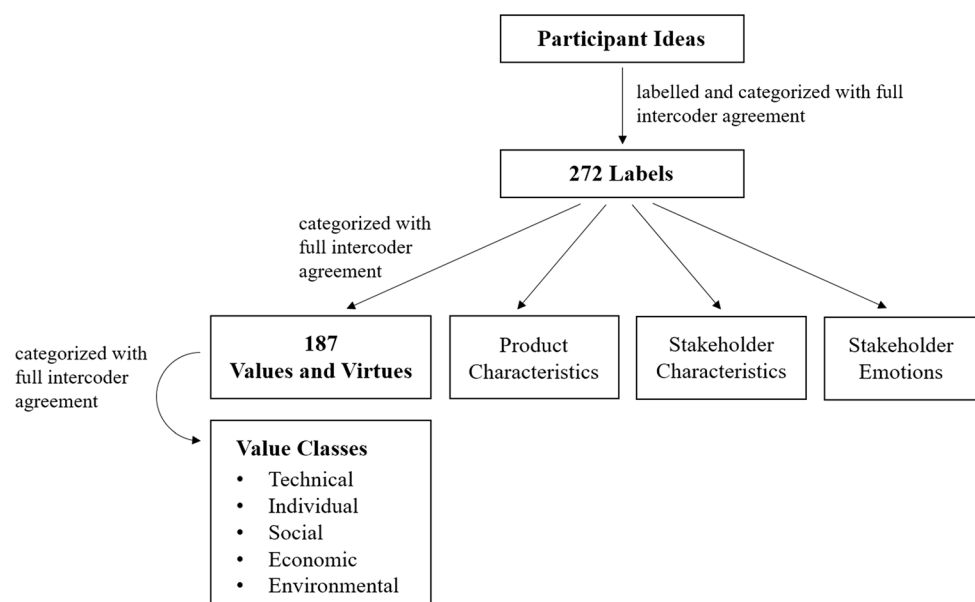 Participant Ideas
labelled and categorized with full
intercoder agreement
272 Labels
categorized with
full intercoder
agreement
187
Values and Virtues
Product
Characteristics
Stakeholder
Characteristics
Stakeholder
Emotions
categorized with
full intercoder
agreement
Value Classes
• Technical
• Individual
• Social
• Economic
• Environmental